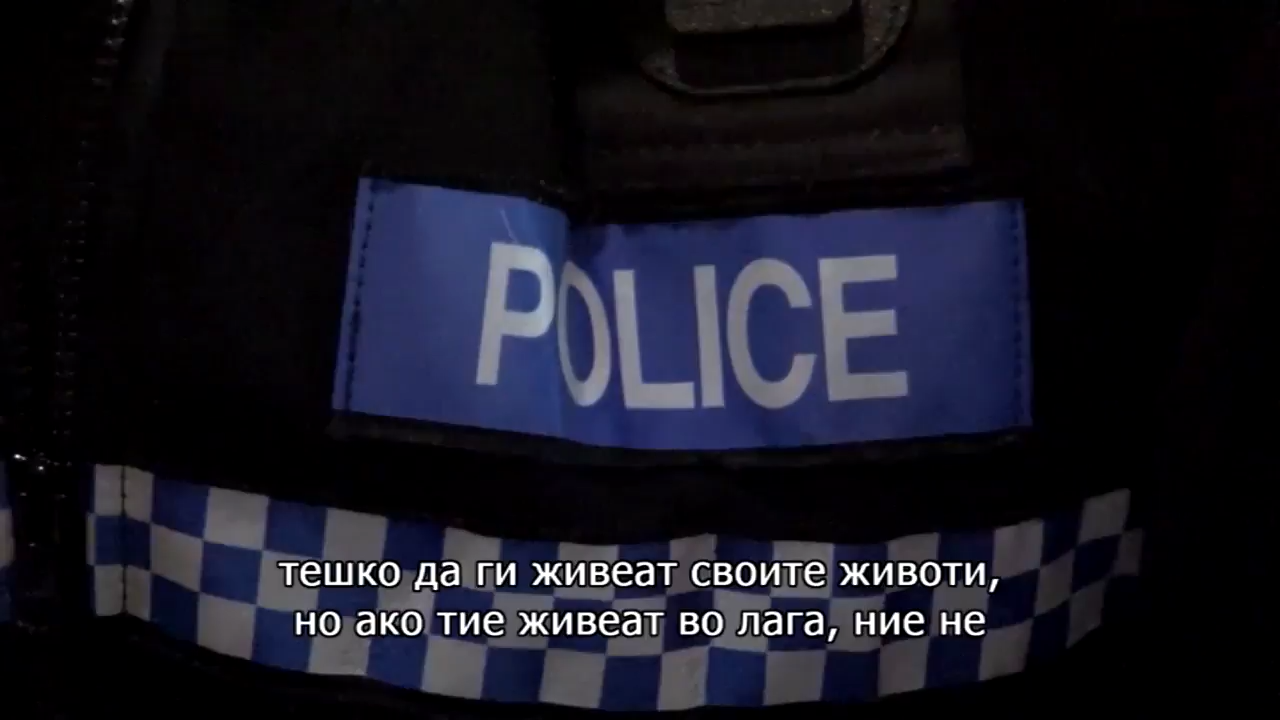 POLICE
тешко да ги живеат своите животи,
но ако тие живеат во лага, ние не